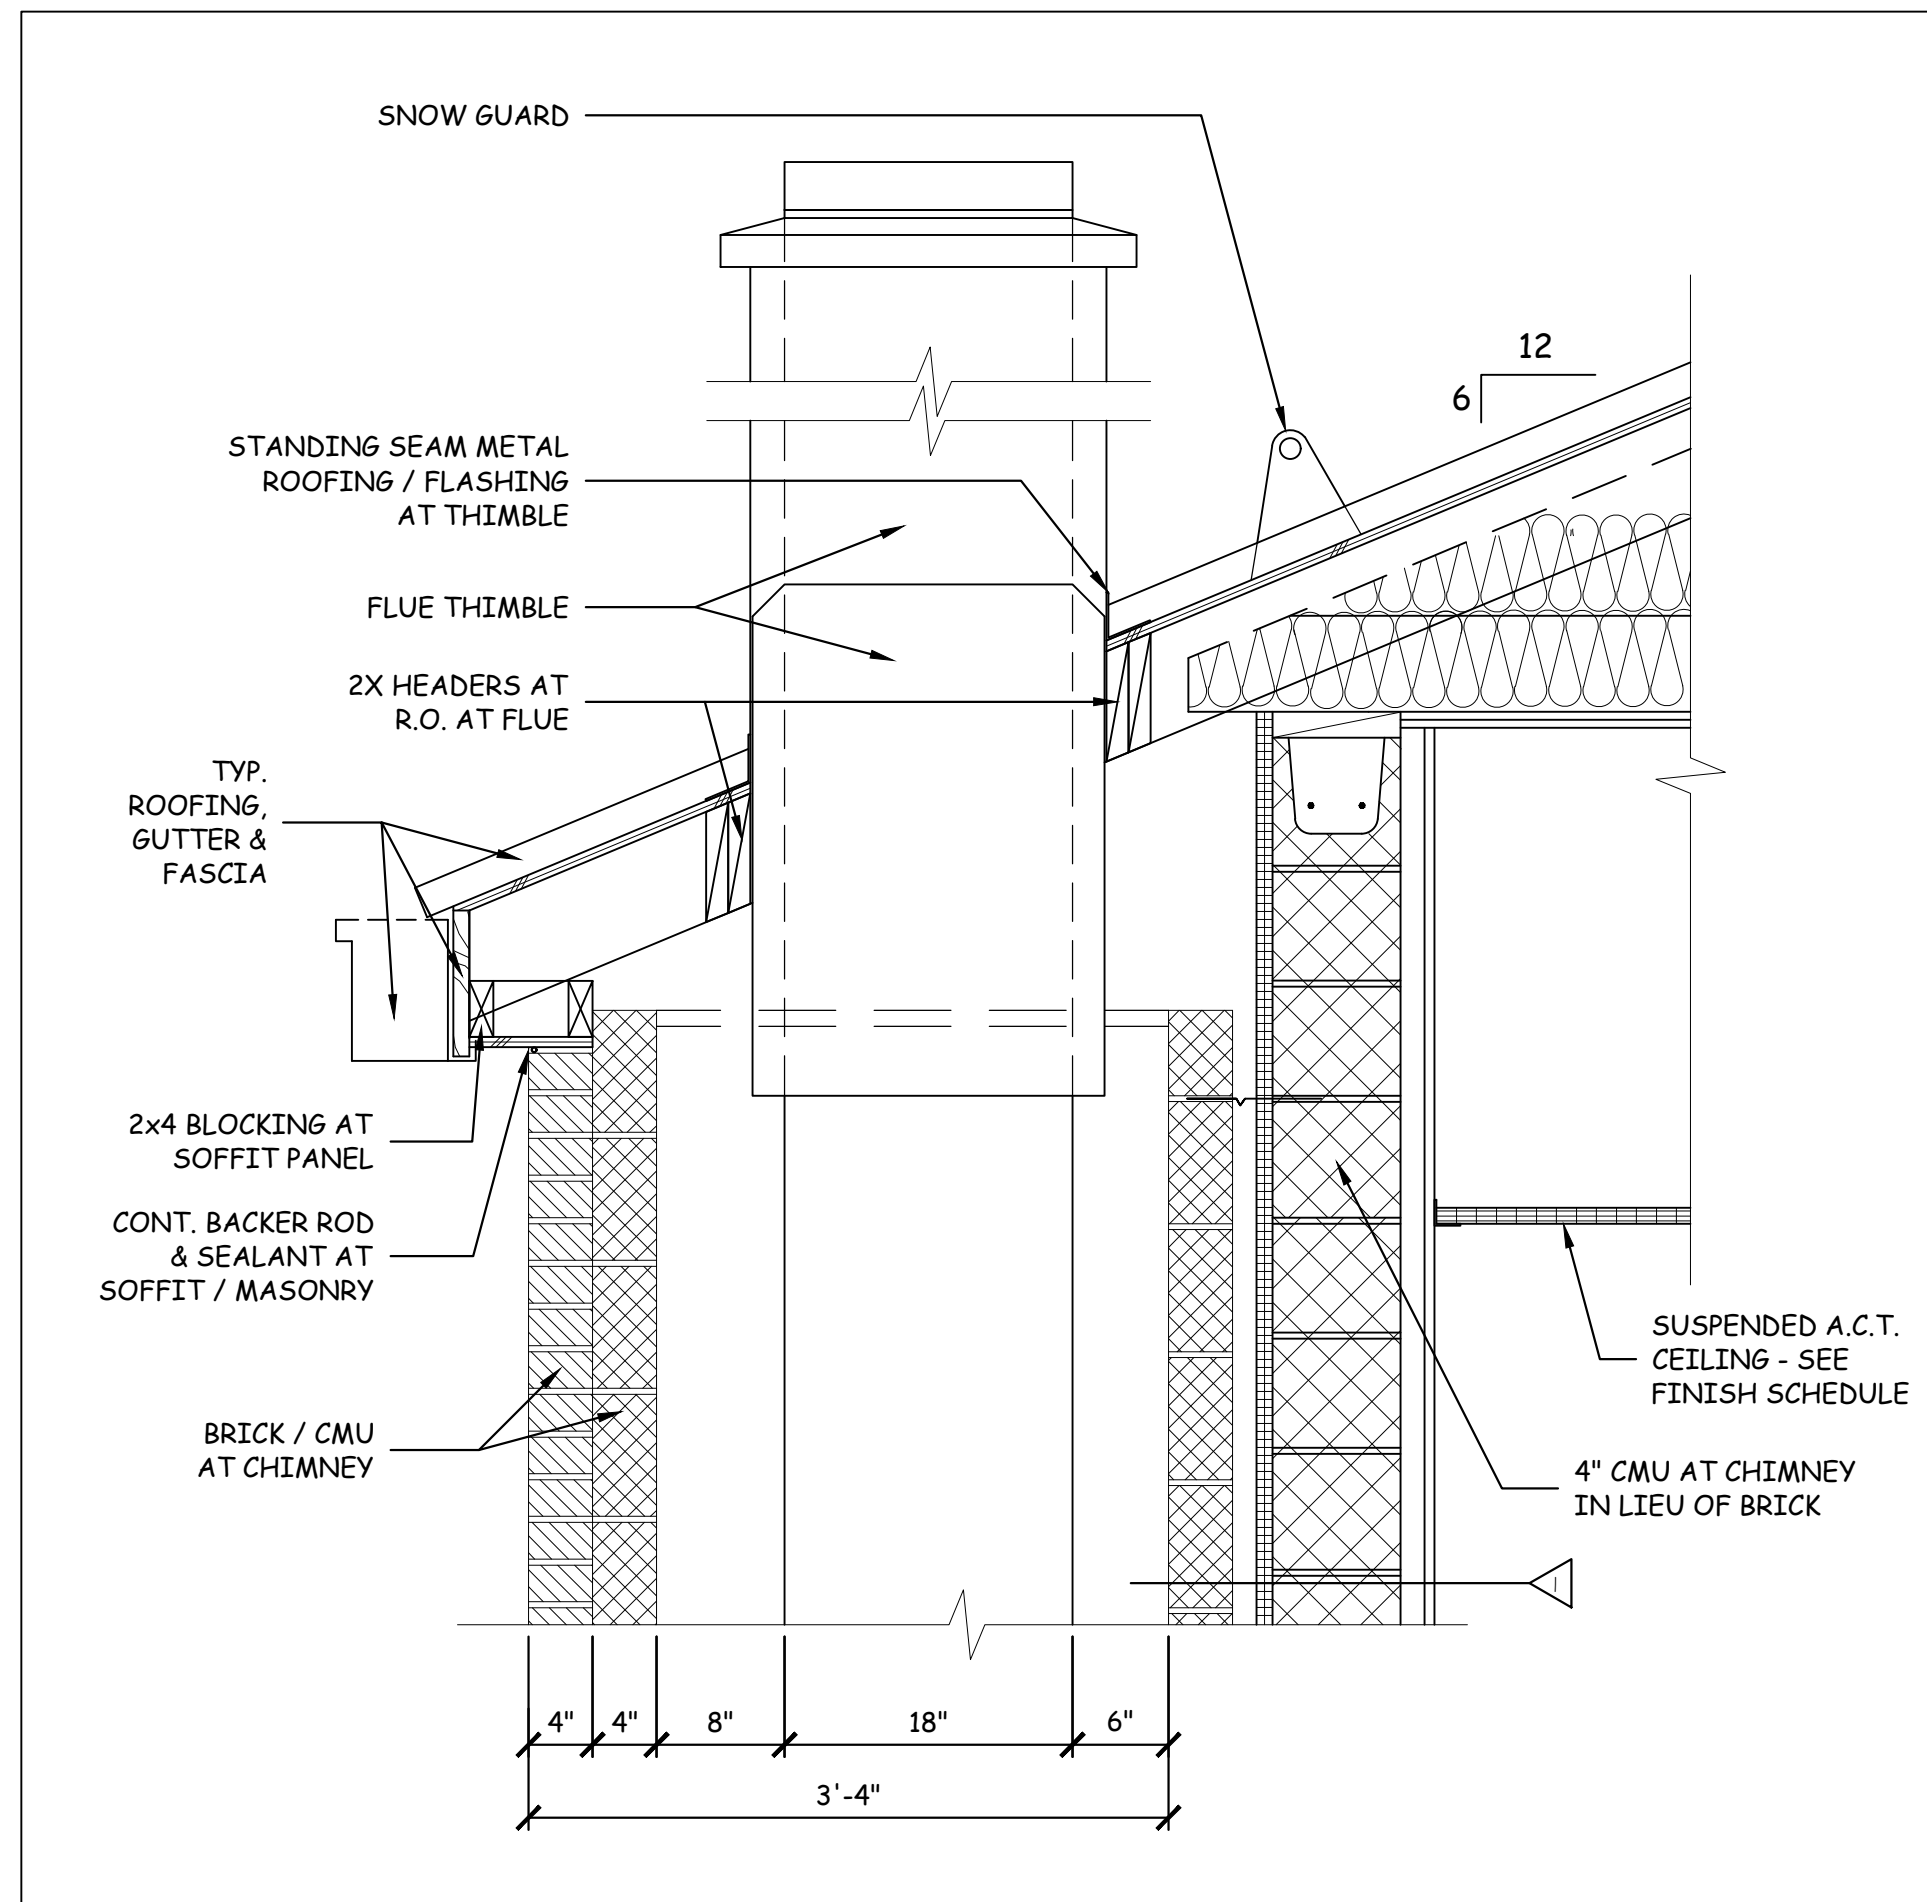 SNOW GUARD
12
6
STANDING SEAM METAL
ROOFING / FLASHING
AT THIMBLE
FLUE THIMBLE
2X HEADERS AT
R.O. AT FLUE
TYP.
ROOFING,
GUTTER &
FASCIA
2x4 BLOCKING AT
SOFFIT PANEL
CONT. BACKER ROD
& SEALANT AT
SOFFIT / MASONRY
BRICK / CMU
AT CHIMNEY
SUSPENDED A.C.T.
CEILING - SEE
FINISH SCHEDULE
4" CMU AT CHIMNEY
IN LIEU OF BRICK
4" 4" 8" 18" 6"
3'-4"